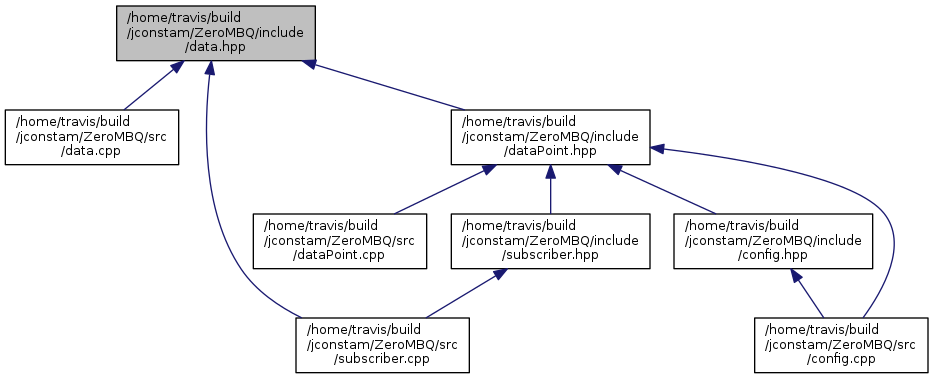 /home/travis/build
/jconstam/ZeroMBQ/include
/data.hpp
/home/travis/build
/jconstam/ZeroMBQ/src
/data.cpp
/home/travis/build
/jconstam/ZeroMBQ/include
/dataPoint.hpp
/home/travis/build
/jconstam/ZeroMBQ/src
/dataPoint.cpp
/home/travis/build
/jconstam/ZeroMBQ/include
/subscriber.hpp
/home/travis/build
/jconstam/ZeroMBQ/include
/config.hpp
/home/travis/build
/jconstam/ZeroMBQ/src
/subscriber.cpp
/home/travis/build
/jconstam/ZeroMBQ/src
/config.cpp